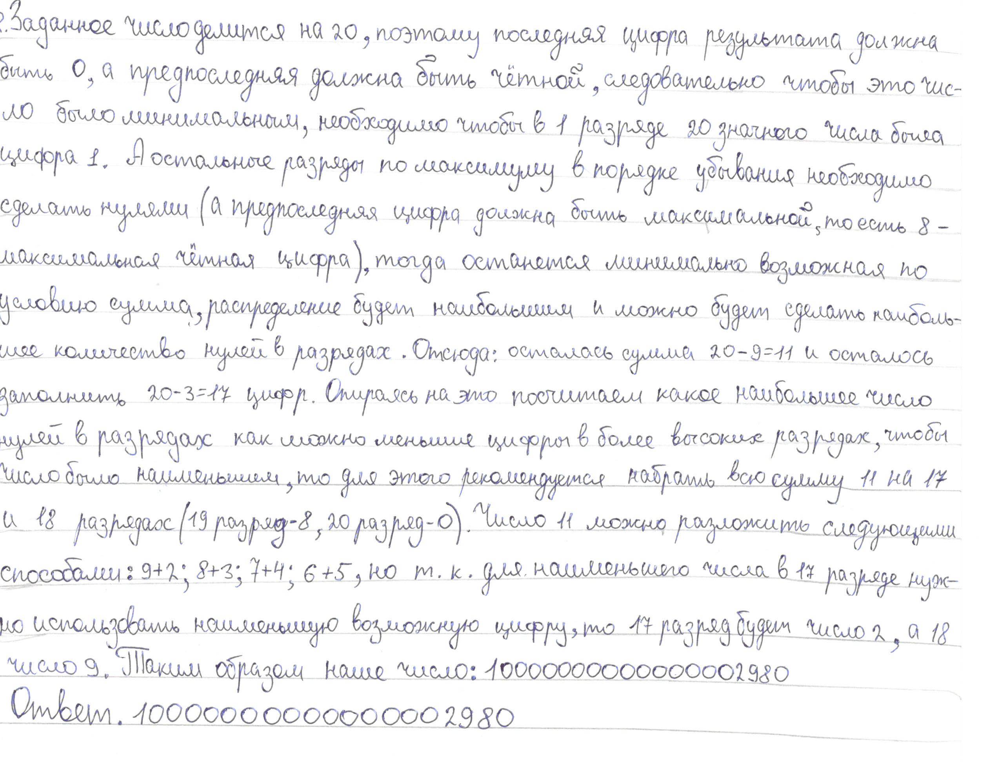 Заданное число делится на 20, поэтому последняя цифра результата должна
быть 0, а предпоследняя должна быть чётной, следовательно чтобы это чис-
ло было минимальным, необходимо чтобы в 1 разряде 20 значного числа была
цифра 1. А остальные разряды по максимуму в порядке убывания необходимо
сделать нулями (а предпоследняя цифра должна быть максимальной, то есть 8 -
максимальная чётная цифра), тогда останется минимально возможная по
условию сумма, распределение будет наибольшим и можно будет сделать наиболь-
шее количество нулей в разрядах. Отсюда: осталась сумма 20-9=11 и осталось
заполнить 20-3=17 цифр. Опираясь на это посчитаем какое наибольшее число
нулей в разрядах как можно меньшие цифры в более высоких разрядах, чтобы
число было наименьшим, то для этого рекомендуется набрать всю сумму 11 на 17
и 18 разрядах (19 разряд-8, 20 разряд-0). Число 11 можно разложить следующими
способами: 9+2; 8+3; 7+4; 6+5, но т. к. для наименьшего числа в 17 разряде нуж-
но использовать наименьшую возможную цифру, то 17 разряд будет число 2, а 18
число 9. Таким образом наше число: 10000000000000002980
Ответ. 10000000000000002980